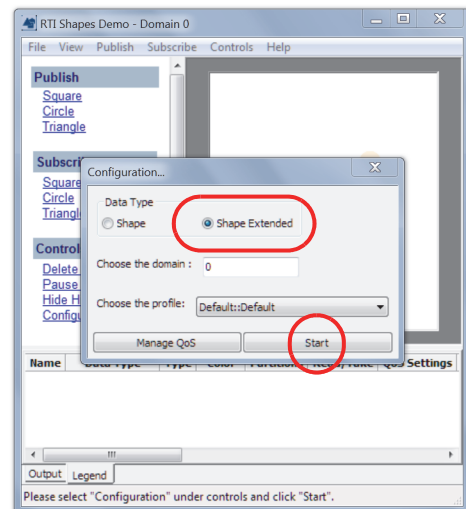 RTI Shapes Demo - Domain 0
File View Publish Subscribe Controls Help
Publish
Square
Circle
Triangle
Subscri
Square
Circle
Triangl
Control
Delete
Pause
Hide H
Configu
Configuration...
Data Type
Shape
Shape Extended
Choose the domain : 0
Choose the profile: Default::Default
Manage QoS Start
Name Data Type Type Color Partitions Read/Take QoS Settings
Output Legend
Please select "Configuration" under controls and click "Start".